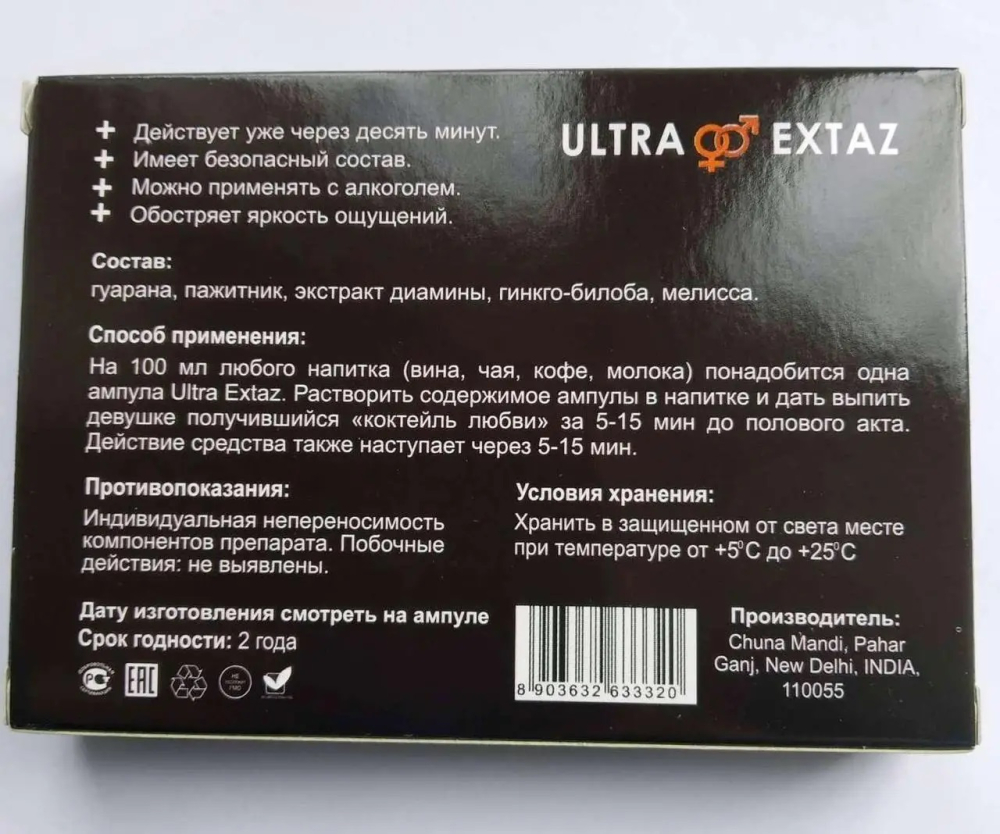 + Действует уже через десять минут.
+ Имеет безопасный состав.
+ Можно применять с алкоголем.
+ Обостряет яркость ощущений.
ULTRA EXTAZ
Состав:
гуарана, пажитник, экстракт диамины, гинкго-билоба, мелисса.
Способ применения:
На 100 мл любого напитка (вина, чая, кофе, молока) понадобится одна
ампула Ultra Extaz. Растворить содержимое ампулы в напитке и дать выпить
девушке получившийся «коктейль любви» за 5-15 мин до полового акта.
Действие средства также наступает через 5-15 мин.
Противопоказания:
Индивидуальная непереносимость
компонентов препарата. Побочные
действия: не выявлены.
Условия хранения:
Хранить в защищенном от света месте
при температуре от +5⁰С до +25⁰С
Дату изготовления смотреть на ампуле
Срок годности: 2 года
EAC
8 903632 633320
Производитель:
Chuna Mandi, Pahar
Ganj, New Delhi, INDIA,
110055